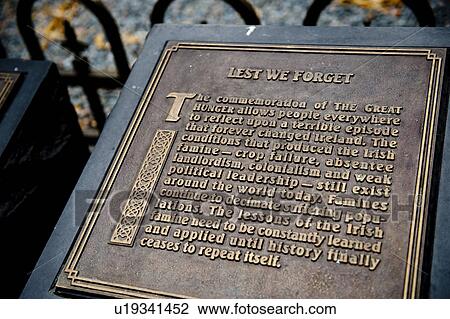 LEST WE FORGET
The commemoration of THE GREAT
HUNGER allows people everywhere
to reflect upon a terrible episode
that forever changed Ireland. The
conditions that produced the Irish
famine — crop failure, absentee
landlordism, colonialism and weak
political leadership — still exist
around the world today. Famines
continue to decimate suffering popu-
lations. The lessons of the Irish
famine need to be constantly learned
and applied until history finally
ceases to repeat itself.
fotosearch
u19341452 www.fotosearch.com